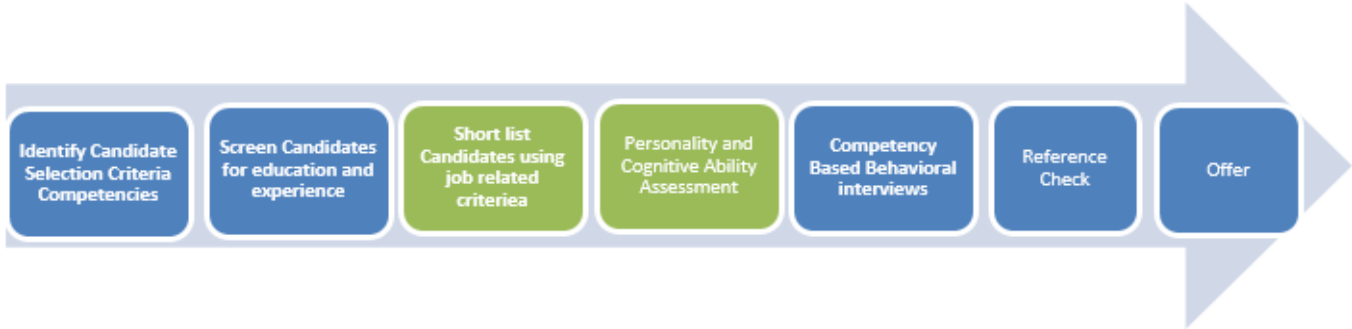 Identify Candidate
Selection Criteria
Competencies
Screen Candidates
for education and
experience
Short list
Candidates using
job related
criteriea
Personality and
Cognitive Ability
Assessment
Competency
Based Behavioral
interviews
Reference
Check
Offer